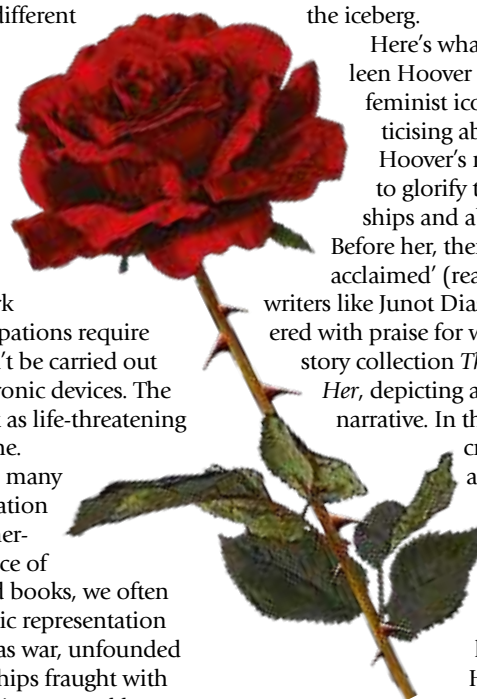 different
rk
pations require
't be carried out
ronic devices. The
as life-threatening
ne.
many
ation
ner-
ce of
d books, we often
ic representation
as war, unfounded
hips fraught with
the iceberg.
Here's wha
leen Hoover
feminist ico
ticising ab
Hoover's r
to glorify t
ships and a
Before her, the
acclaimed' (rea
writers like Junot Dia
ered with praise for w
story collection Th
Her, depicting a
narrative. In th
cr
a
H